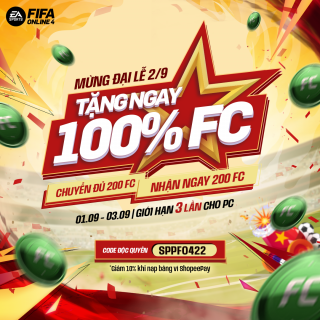 EA SPORTS
FIFA
ONLINE 4
MỪNG ĐẠI LỄ 2/9
TẶNG NGAY
100% FC
CHUYỂN ĐỦ 200 FC
NHẬN NGAY 200 FC
01.09 - 03.09 | GIỚI HẠN 3 LẦN CHO PC
CODE ĐỘC QUYỀN
SPPFO422
*Giảm 10% khi nạp bằng ví ShopeePay
FC
FC